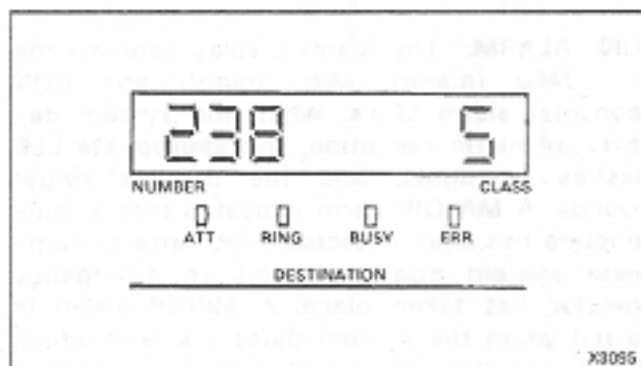 238 5
NUMBER CLASS
ATT RING BUSY ERR
DESTINATION
X3095